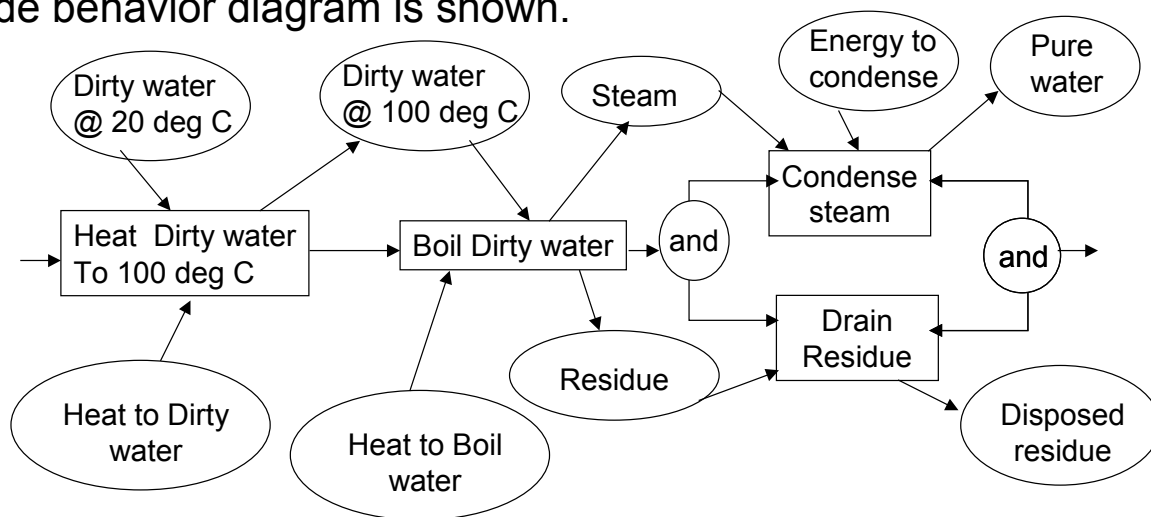 de behavior diagram is shown.
Dirty water
@ 20 deg C
Dirty water
@ 100 deg C
Steam
Energy to
condense
Pure
water
Heat Dirty water
To 100 deg C
Boil Dirty water
and
Condense
steam
and
Drain
Residue
Heat to Dirty
water
Heat to Boil
water
Residue
Disposed
residue